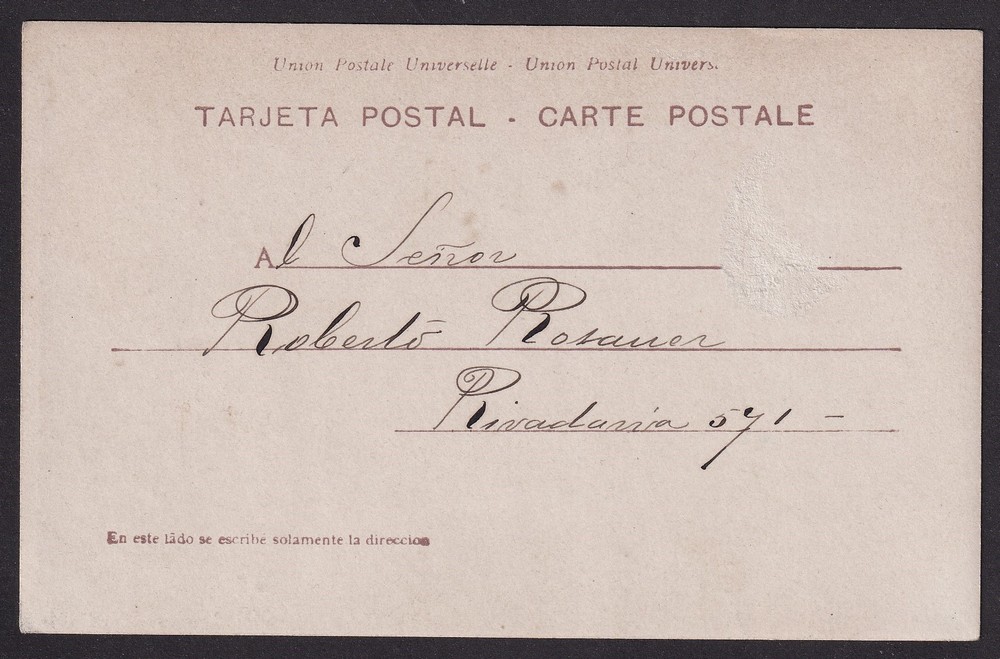 Union Postale Universelle - Union Postal Univers.
TARJETA POSTAL - CARTE POSTALE
Al Señor
Roberto Rosauer
Rivadavia 571 -
En este lado se escribe solamente la direccion